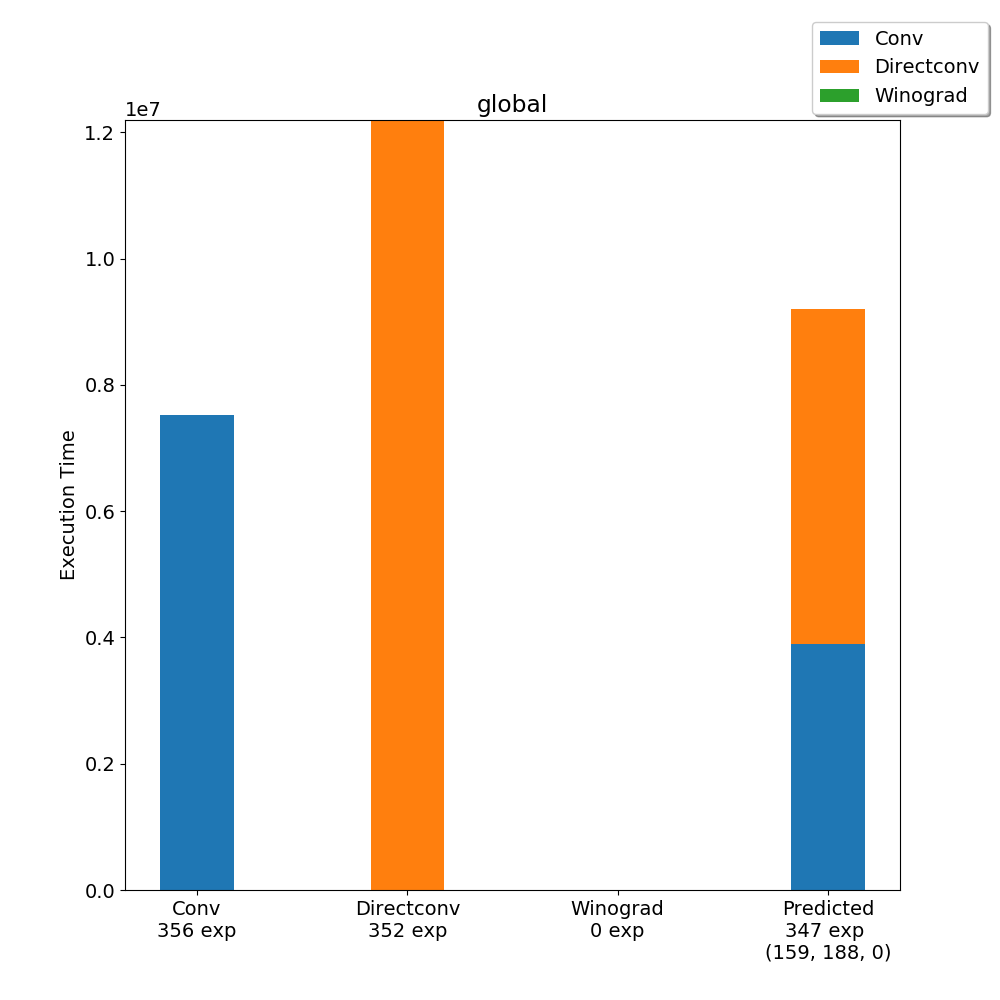 Conv
Directconv
Winograd
global
1e7
1.2
1.0
0.8
0.6
0.4
0.2
0.0
Execution Time
Conv
356 exp
Directconv
352 exp
Winograd
0 exp
Predicted
347 exp
(159, 188, 0)